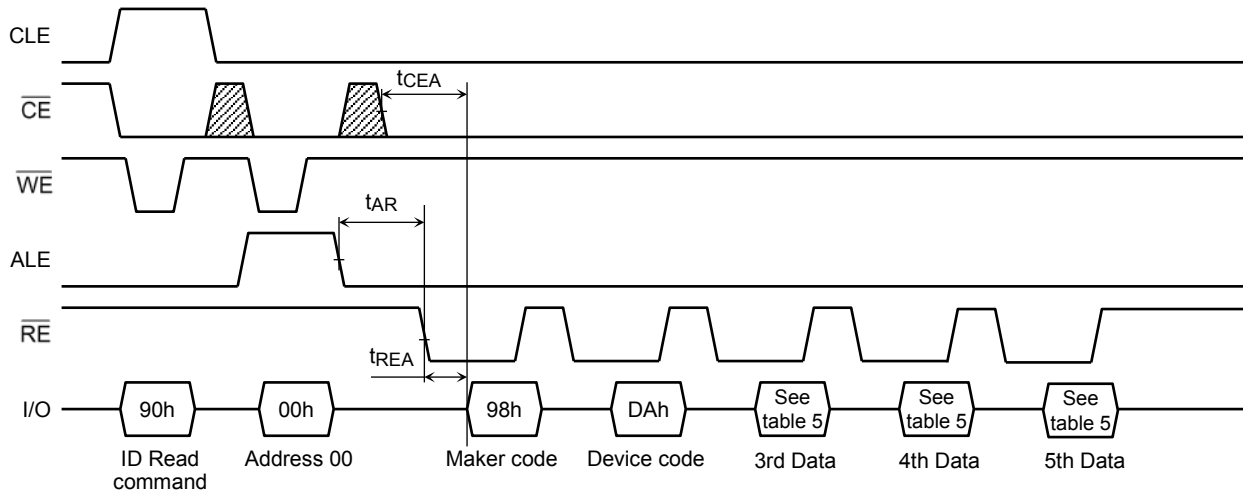 CLE
tCEA
CE
WE
tAR
ALE
RE
tREA
I/O 90h 00h 98h DAh See table 5 See table 5 See table 5
ID Read command Address 00 Maker code Device code 3rd Data 4th Data 5th Data